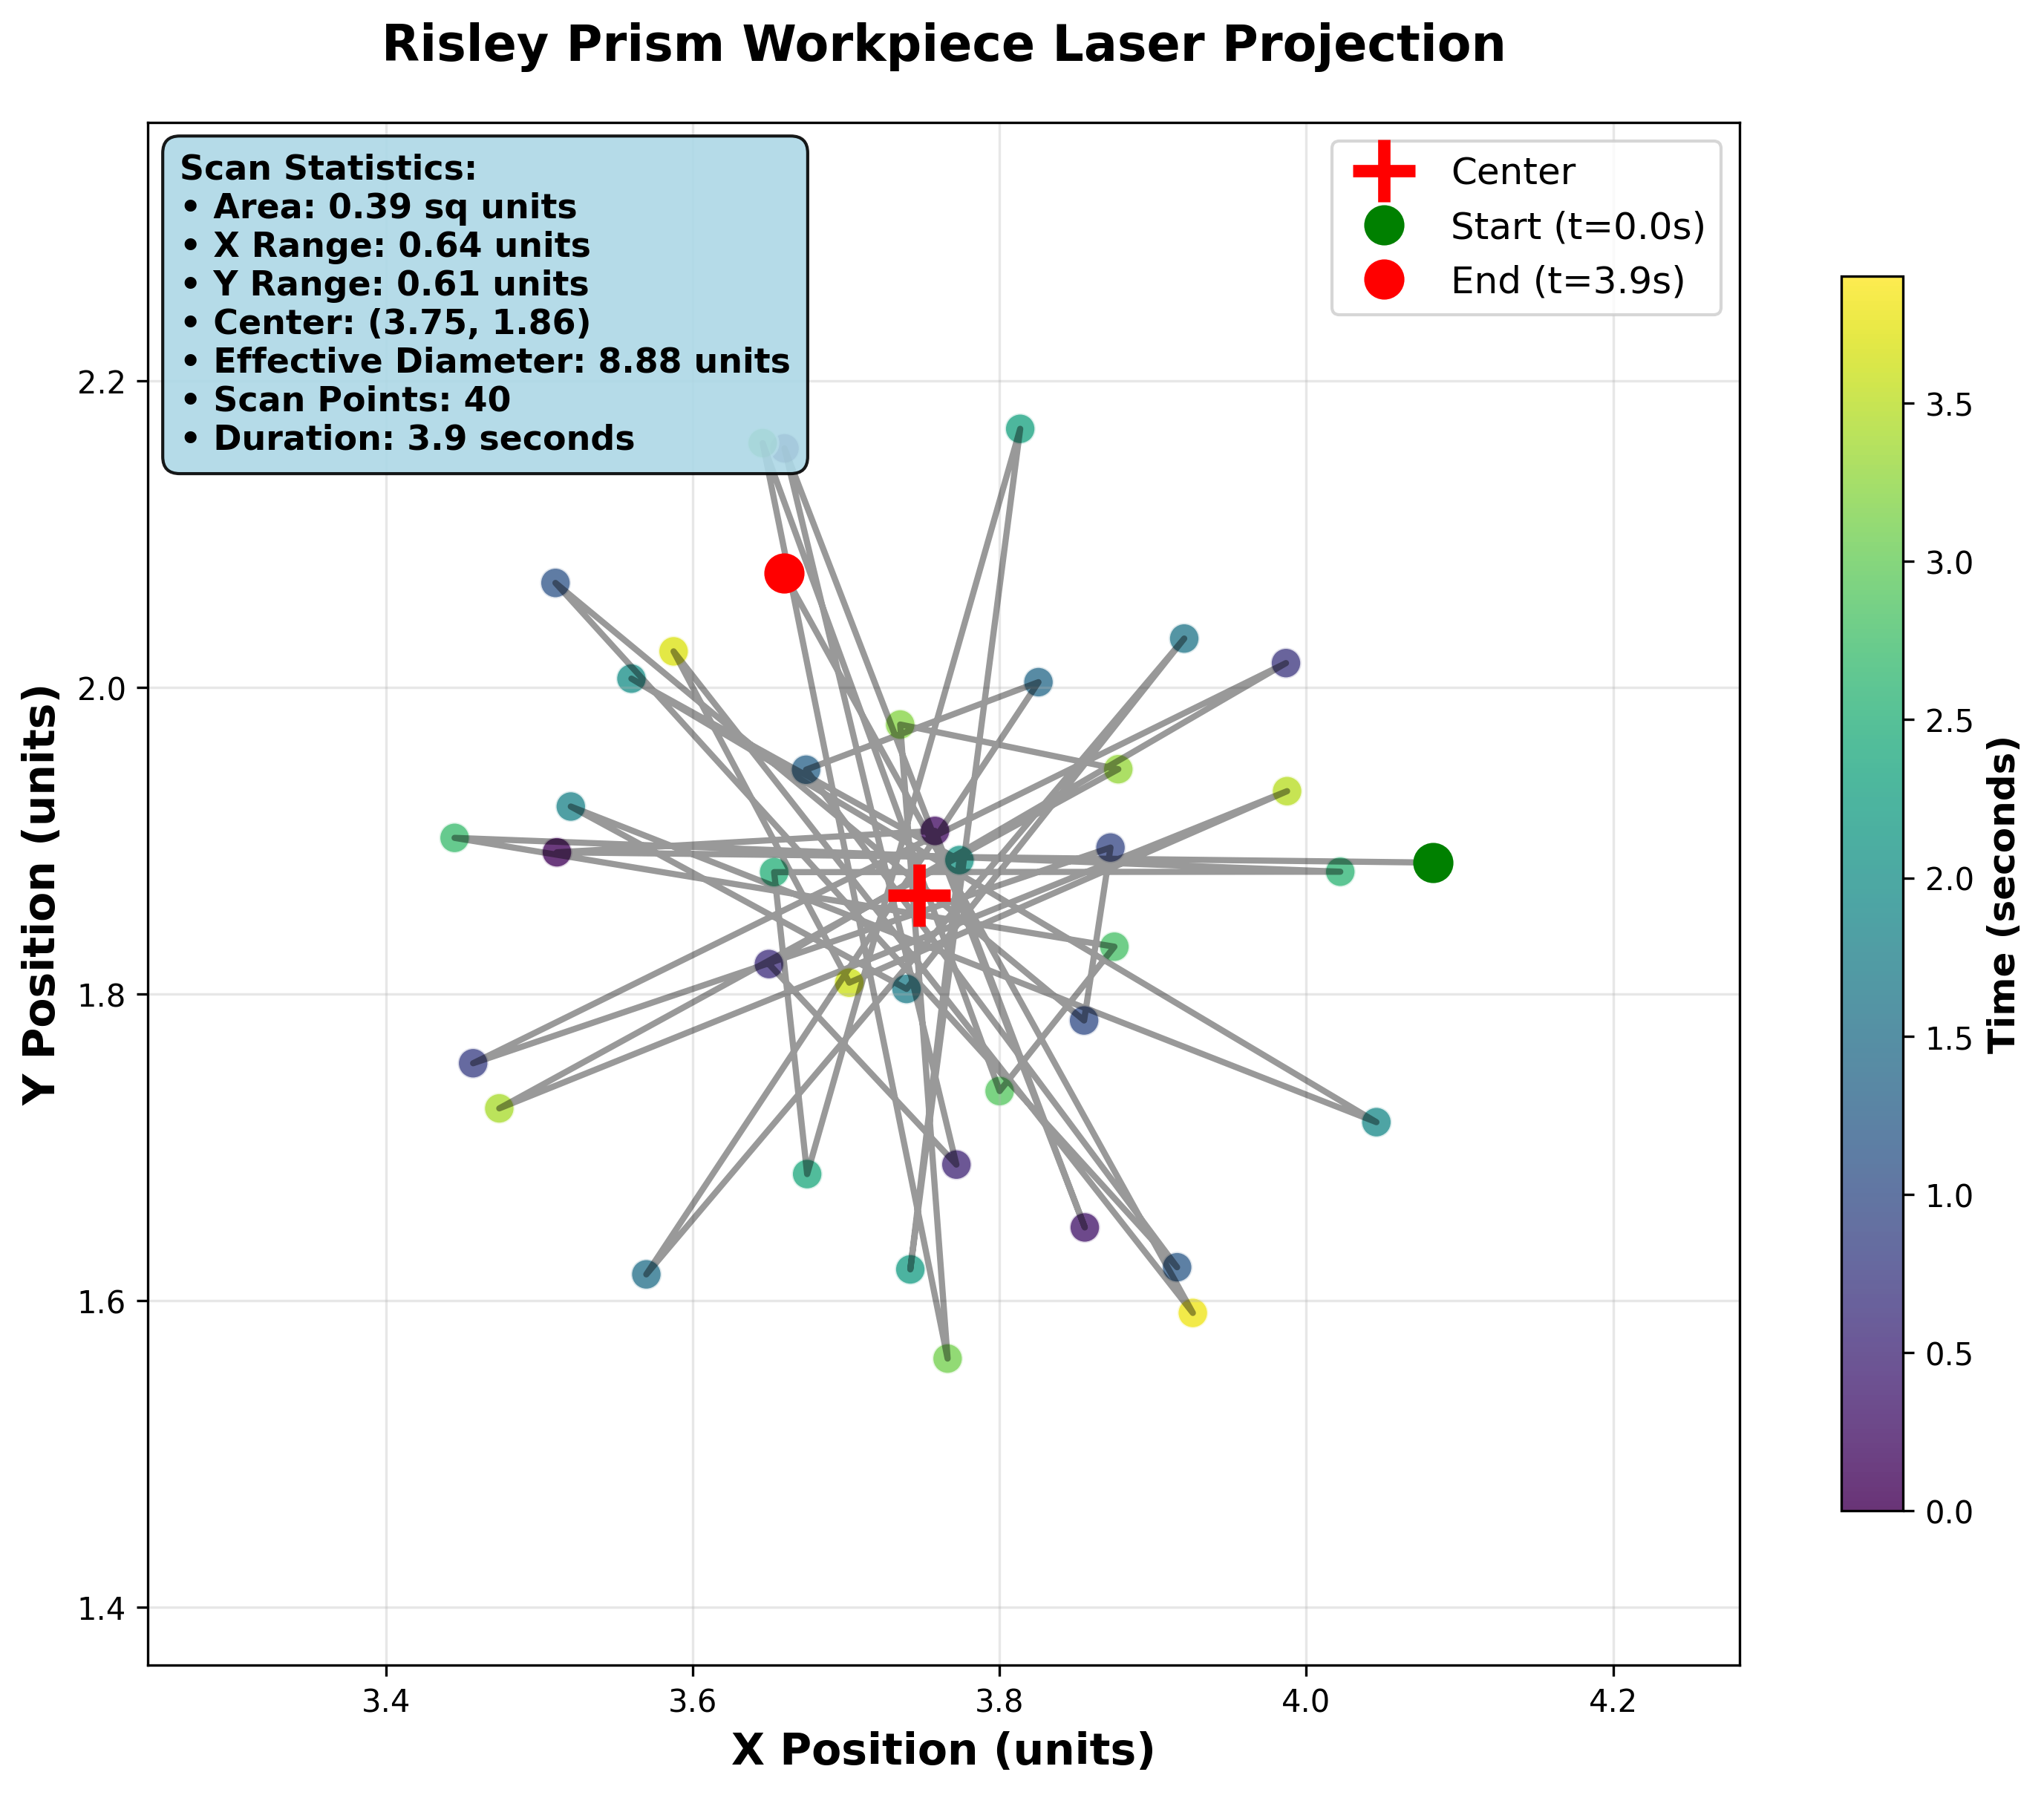 Risley Prism Workpiece Laser Projection
Scan Statistics:
• Area: 0.39 sq units
• X Range: 0.64 units
• Y Range: 0.61 units
• Center: (3.75, 1.86)
• Effective Diameter: 8.88 units
• Scan Points: 40
• Duration: 3.9 seconds
Center
Start (t=0.0s)
End (t=3.9s)
Y Position (units)
2.2
2.0
1.8
1.6
1.4
3.4
3.6
3.8
4.0
4.2
X Position (units)
3.5
3.0
2.5
2.0
1.5
1.0
0.5
0.0
Time (seconds)